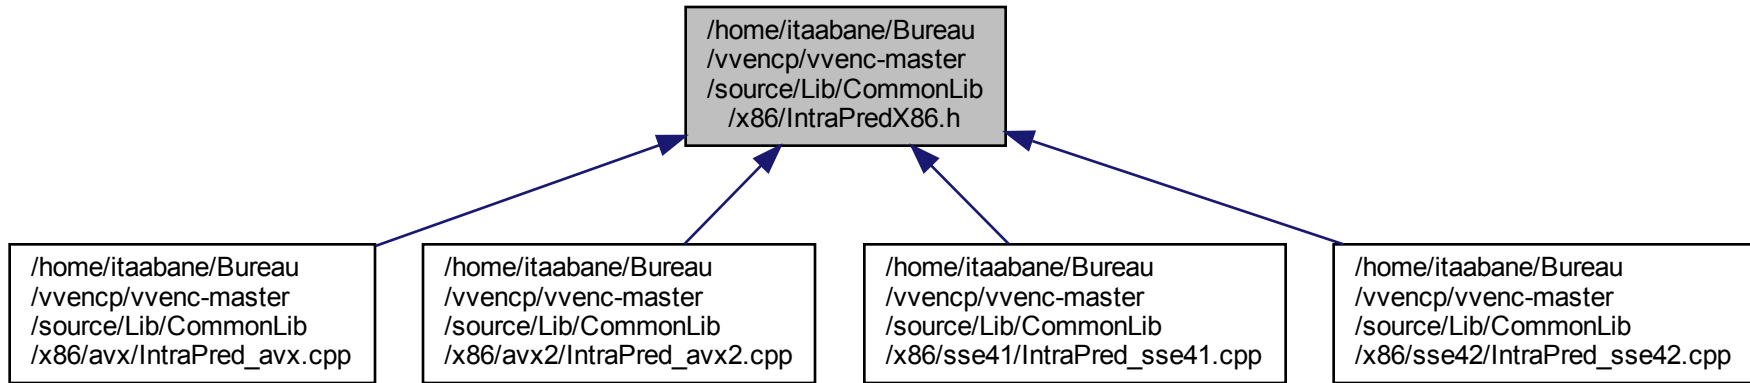 /home/itaabane/Bureau
/vvencp/vvenc-master
/source/Lib/CommonLib
/x86/IntraPredX86.h
/home/itaabane/Bureau
/vvencp/vvenc-master
/source/Lib/CommonLib
/x86/avx/IntraPred_avx.cpp
/home/itaabane/Bureau
/vvencp/vvenc-master
/source/Lib/CommonLib
/x86/avx2/IntraPred_avx2.cpp
/home/itaabane/Bureau
/vvencp/vvenc-master
/source/Lib/CommonLib
/x86/sse41/IntraPred_sse41.cpp
/home/itaabane/Bureau
/vvencp/vvenc-master
/source/Lib/CommonLib
/x86/sse42/IntraPred_sse42.cpp